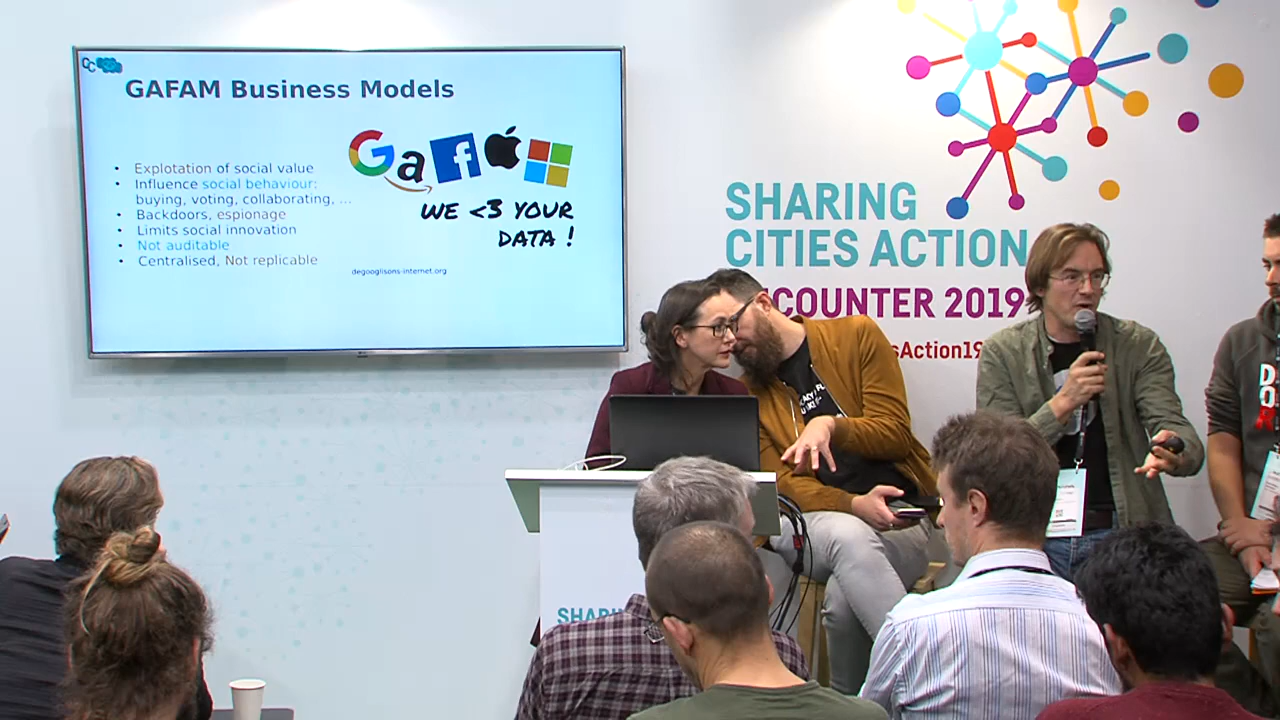 GAFAM Business Models
Explotation of social value
Influence social behaviour:
buying, voting, collaborating, ...
Backdoors, espionage
Limits social innovation
Not auditable
Centralised, Not replicable
G a f
WE <3 YOUR
DATA !
degooglisons-internet.org
SHARING
CITIES ACTION
COUNTER 2019
sAction19
SHARI